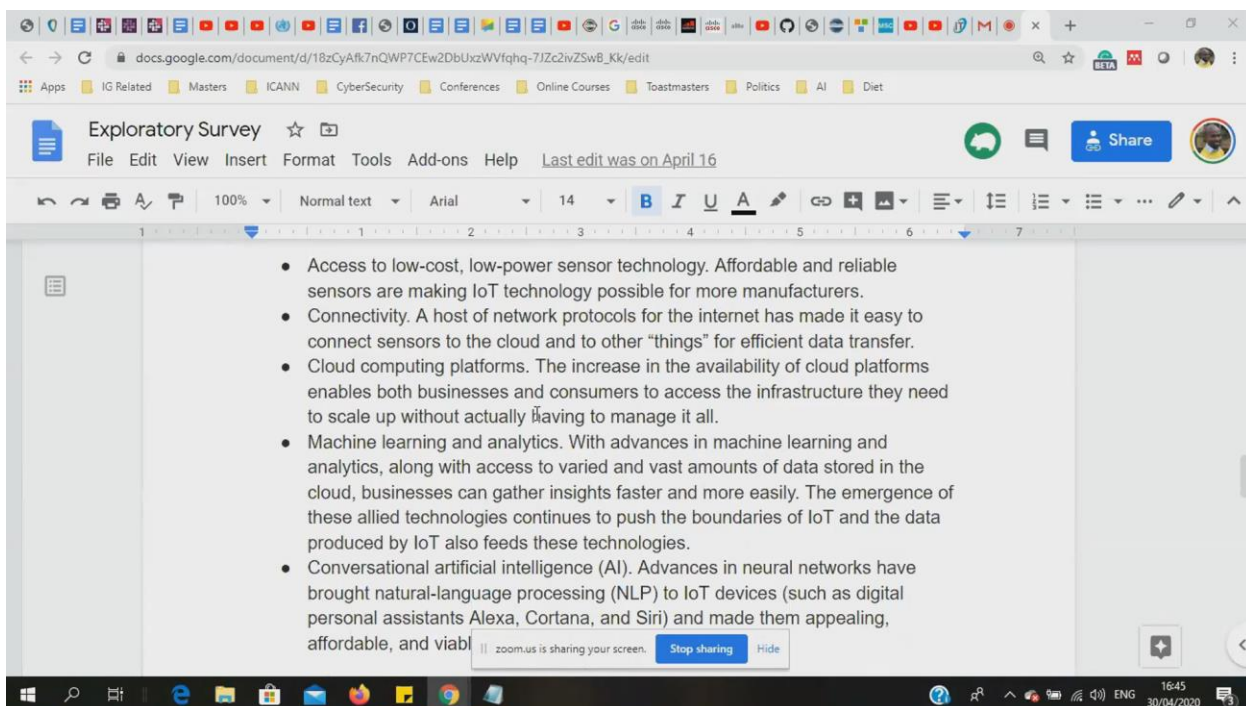 docs.google.com/document/d/18zCyAfk7nQWP7CEw2DbUxzWVfqhq-7JZc2ivZSwB_Kk/edit
BETA
Apps IG Related Masters ICANN CyberSecurity Conferences Online Courses Toastmasters Politics AI Diet
Exploratory Survey
File Edit View Insert Format Tools Add-ons Help Last edit was on April 16
Share
100% Normal text Arial 14 B I U A
1 1 2 3 4 5 6 7
● Access to low-cost, low-power sensor technology. Affordable and reliable
sensors are making IoT technology possible for more manufacturers.
● Connectivity. A host of network protocols for the internet has made it easy to
connect sensors to the cloud and to other “things” for efficient data transfer.
● Cloud computing platforms. The increase in the availability of cloud platforms
enables both businesses and consumers to access the infrastructure they need
to scale up without actually having to manage it all.
● Machine learning and analytics. With advances in machine learning and
analytics, along with access to varied and vast amounts of data stored in the
cloud, businesses can gather insights faster and more easily. The emergence of
these allied technologies continues to push the boundaries of IoT and the data
produced by IoT also feeds these technologies.
● Conversational artificial intelligence (AI). Advances in neural networks have
brought natural-language processing (NLP) to IoT devices (such as digital
personal assistants Alexa, Cortana, and Siri) and made them appealing,
affordable, and viabl
zoom.us is sharing your screen. Stop sharing Hide
ENG 16:45
30/04/2020 3